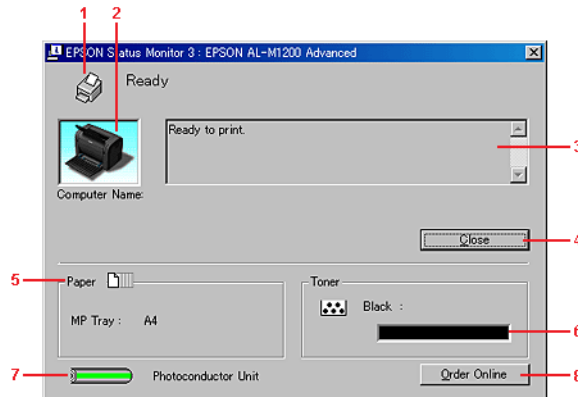 1 2
EPSON Status Monitor 3 : EPSON AL-M1200 Advanced
Ready
Ready to print.
3
Computer Name:
Close 4
5 Paper Toner
Black :
MP Tray : A4
6
7 Photoconductor Unit Order Online 8